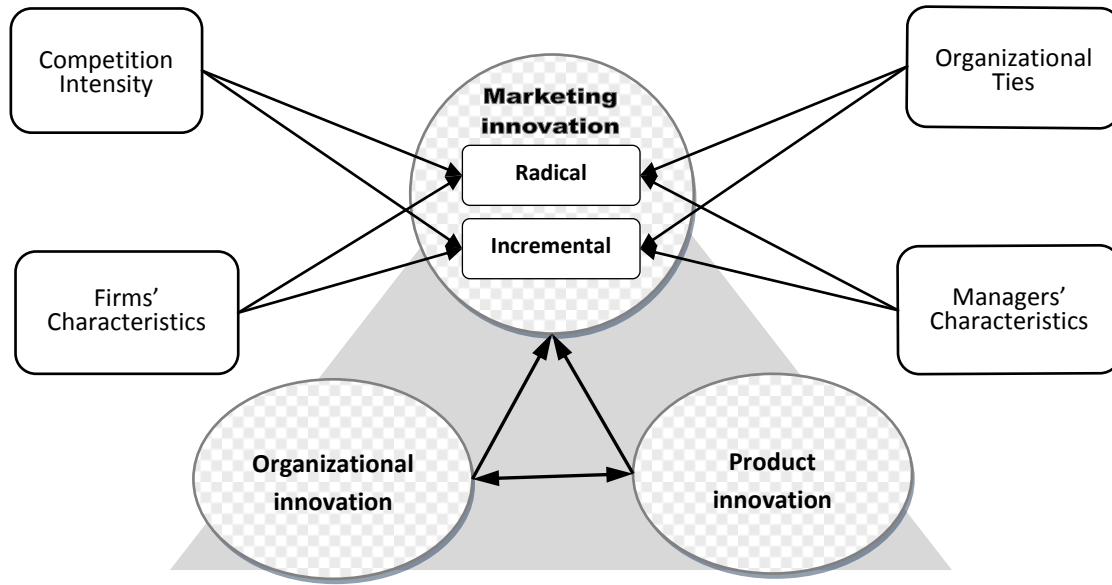 Competition
Intensity
Organizational
Ties
Marketing
innovation
Radical
Incremental
Firms’
Characteristics
Managers’
Characteristics
Organizational
innovation
Product
innovation